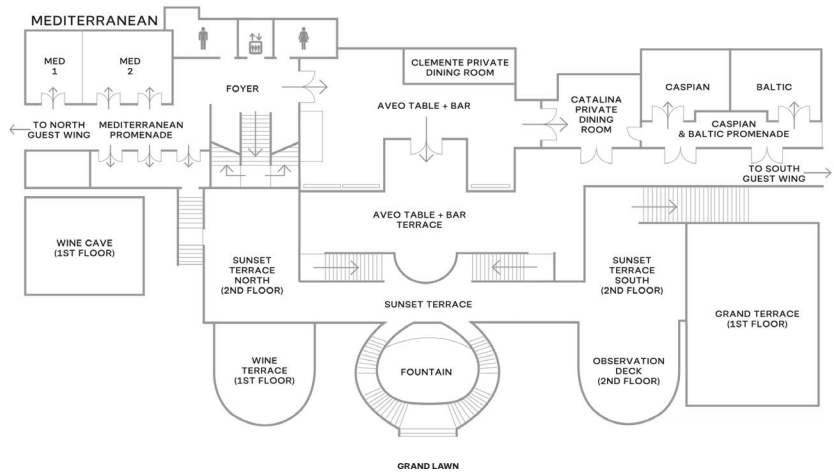 MEDITERRANEAN
MED
1
MED
2
FOYER
CLEMENTE PRIVATE
DINING ROOM
AVEO TABLE + BAR
CATALINA
PRIVATE
DINING
ROOM
CASPIAN
BALTIC
TO NORTH
GUEST WING
MEDITERRANEAN
PROMENADE
CASPIAN
& BALTIC PROMENADE
TO SOUTH
GUEST WING
AVEO TABLE + BAR
TERRACE
WINE CAVE
(1ST FLOOR)
SUNSET
TERRACE
NORTH
(2ND FLOOR)
SUNSET
TERRACE
SOUTH
(2ND FLOOR)
SUNSET TERRACE
GRAND TERRACE
(1ST FLOOR)
WINE
TERRACE
(1ST FLOOR)
FOUNTAIN
OBSERVATION
DECK
(2ND FLOOR)
GRAND LAWN